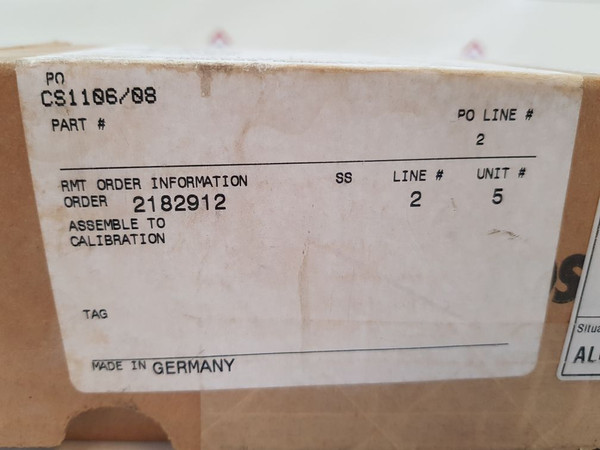 PO
CS1106/08
PART #
PO LINE #
2
RMT ORDER INFORMATION SS LINE # UNIT #
ORDER 2182912 2 5
ASSEMBLE TO
CALIBRATION
TAG
MADE IN GERMANY